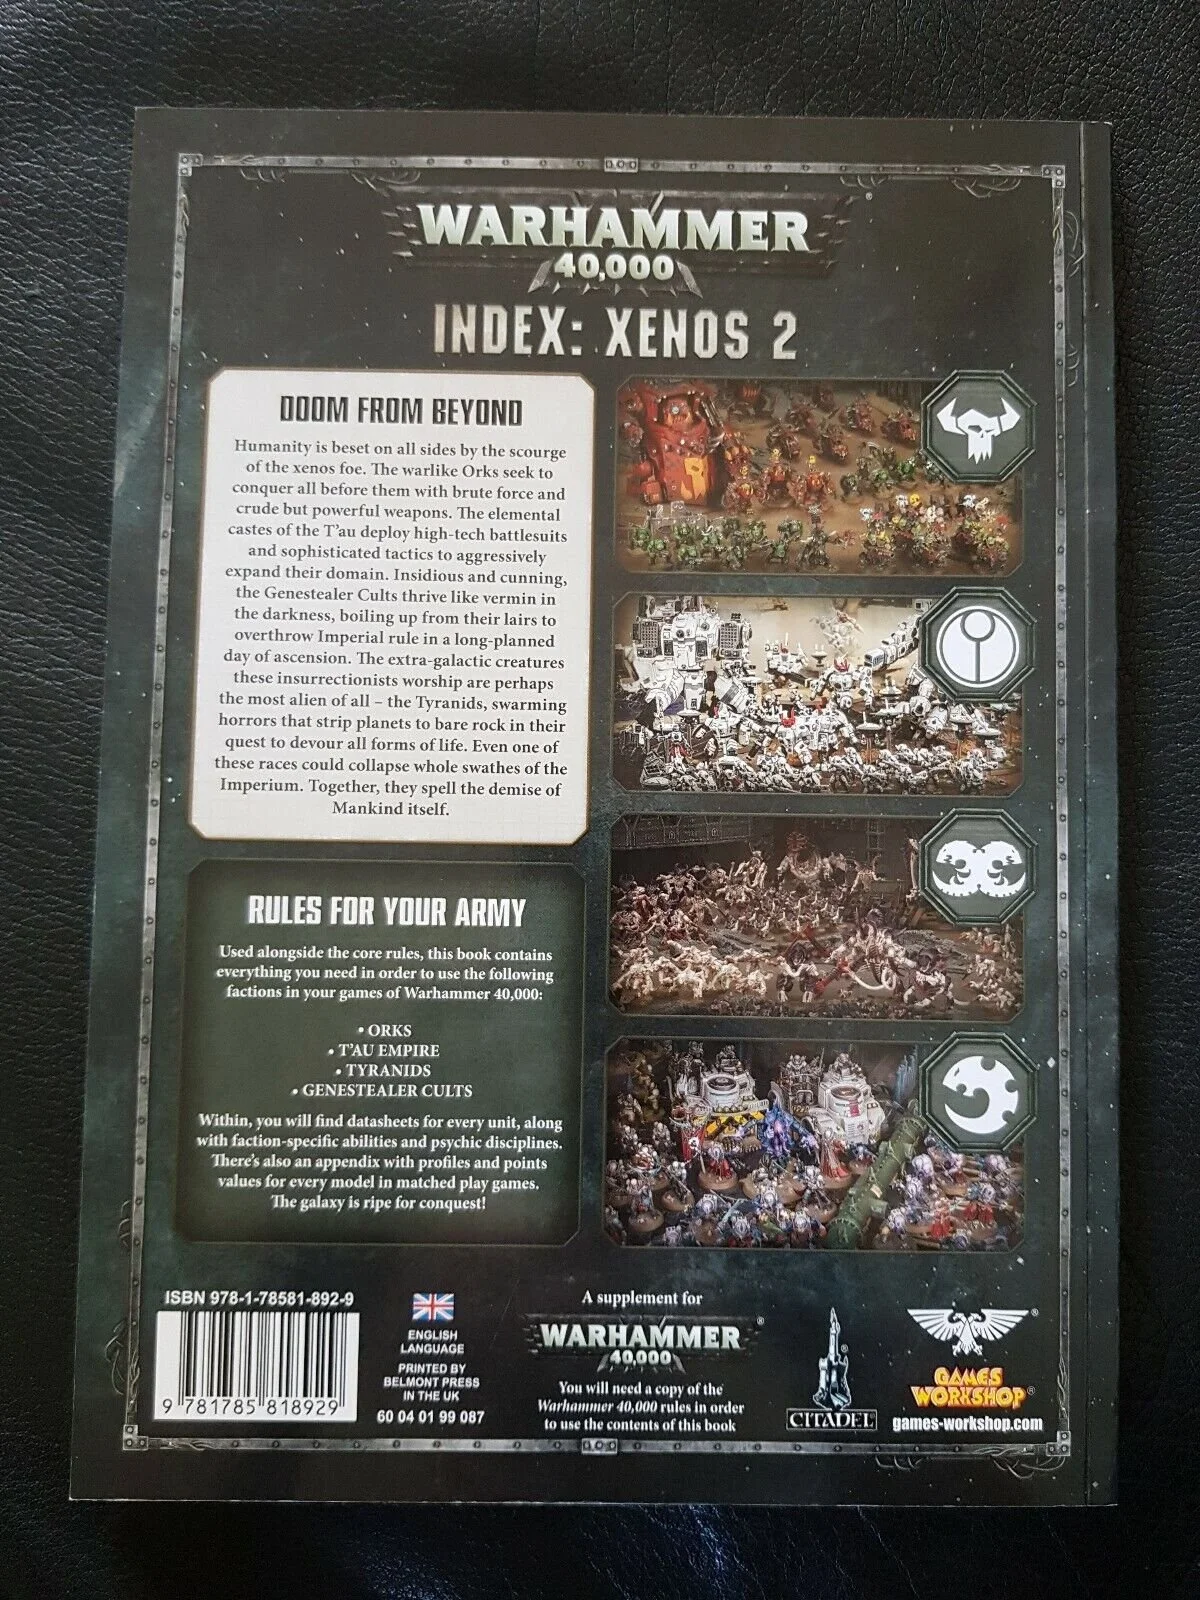 WARHAMMER
40,000
INDEX: XENOS 2
DOOM FROM BEYOND
Humanity is beset on all sides by the scourge
of the xenos foe. The warlike Orks seek to
conquer all before them with brute force and
crude but powerful weapons. The elemental
castes of the T'au deploy high-tech battlesuits
and sophisticated tactics to aggressively
expand their domain. Insidious and cunning,
the Genestealer Cults thrive like vermin in
the darkness, boiling up from their lairs to
overthrow Imperial rule in a long-planned
day of ascension. The extra-galactic creatures
these insurrectionists worship are perhaps
the most alien of all – the Tyranids, swarming
horrors that strip planets to bare rock in their
quest to devour all forms of life. Even one of
these races could collapse whole swathes of the
Imperium. Together, they spell the demise of
Mankind itself.
RULES FOR YOUR ARMY
Used alongside the core rules, this book contains
everything you need in order to use the following
factions in your games of Warhammer 40,000:
• ORKS
• T'AU EMPIRE
• TYRANIDS
• GENESTEALER CULTS
Within, you will find datasheets for every unit, along
with faction-specific abilities and psychic disciplines.
There's also an appendix with profiles and points
values for every model in matched play games.
The galaxy is ripe for conquest!
ISBN 978-1-78581-892-9
9 781785 818929
ENGLISH
LANGUAGE
PRINTED BY
BELMONT PRESS
IN THE UK
60 04 01 99 087
A supplement for
WARHAMMER®
40,000
You will need a copy of the
Warhammer 40,000 rules in order
to use the contents of this book
CITADEL®
GAMES
WORKSHOP®
games-workshop.com